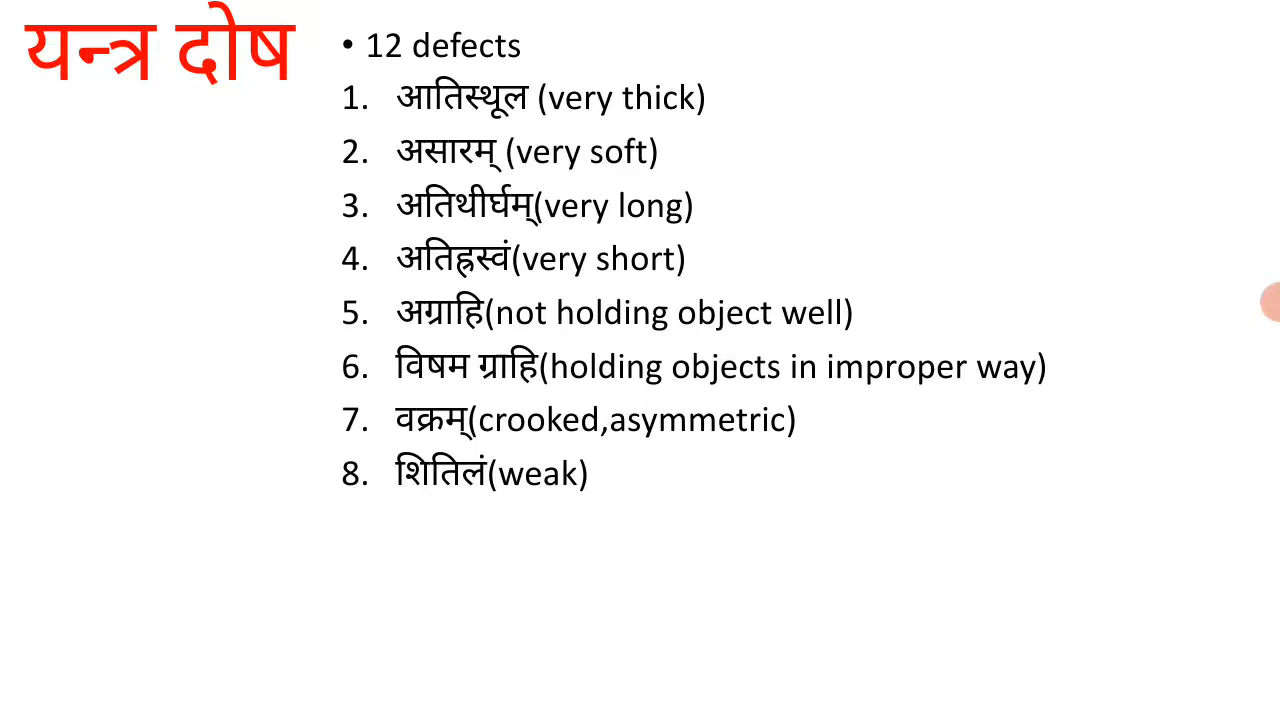 यन्त्र दोष
• 12 defects
1. आतिस्थूल (very thick)
2. असारम् (very soft)
3. अतिथीर्घम्(very long)
4. अतिह्रस्वं(very short)
5. अग्राहि(not holding object well)
6. विषम ग्राहि(holding objects in improper way)
7. वक्रम्(crooked,asymmetric)
8. शितिलं(weak)